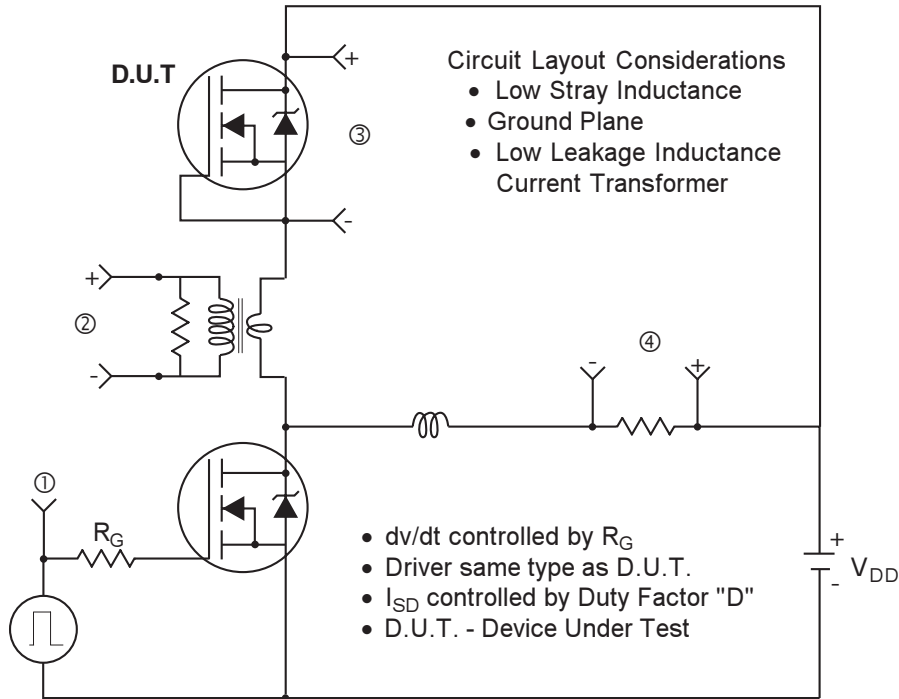 D.U.T
+
-
③
Circuit Layout Considerations
• Low Stray Inductance
• Ground Plane
• Low Leakage Inductance
Current Transformer
+
②
-
④
-
+
①
R_G
• dv/dt controlled by R_G
• Driver same type as D.U.T.
• I_SD controlled by Duty Factor "D"
• D.U.T. - Device Under Test
+
V_DD
-